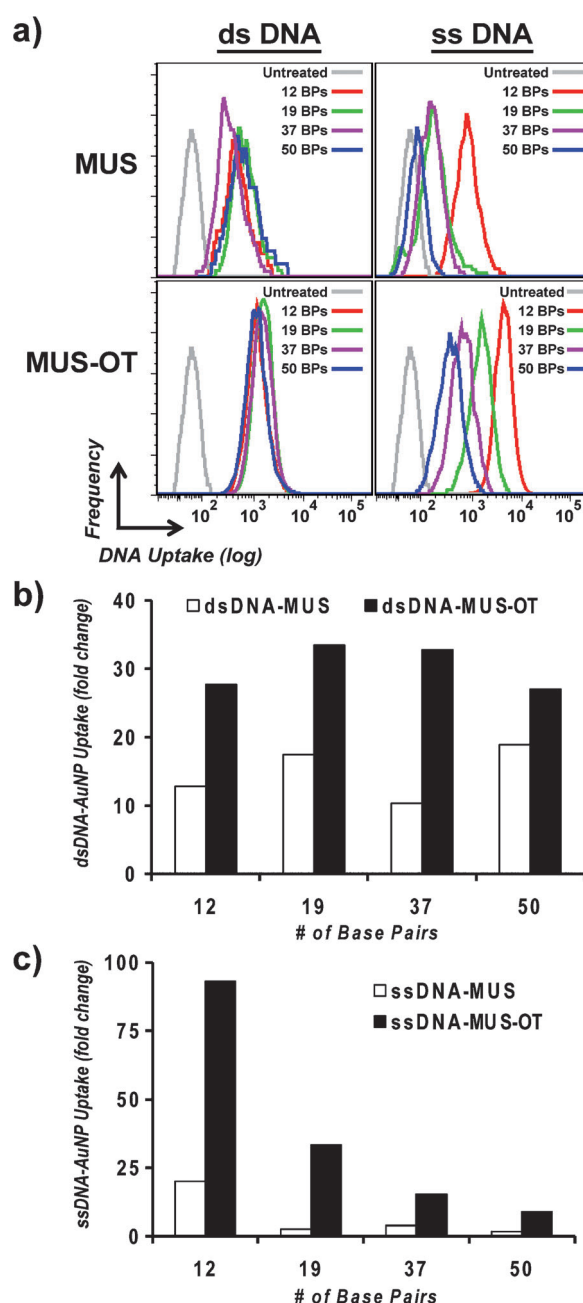 a)
ds DNA
ss DNA
MUS
Untreated
12 BPs
19 BPs
37 BPs
50 BPs
Untreated
12 BPs
19 BPs
37 BPs
50 BPs
MUS-OT
Untreated
12 BPs
19 BPs
37 BPs
50 BPs
Untreated
12 BPs
19 BPs
37 BPs
50 BPs
Frequency
10² 10³ 10⁴ 10⁵
10² 10³ 10⁴ 10⁵
DNA Uptake (log)
b)
dsDNA-AuNP Uptake (fold change)
40
30
20
10
0
dsDNA-MUS
dsDNA-MUS-OT
12 19 37 50
# of Base Pairs
c)
ssDNA-AuNP Uptake (fold change)
100
75
50
25
0
ssDNA-MUS
ssDNA-MUS-OT
12 19 37 50
# of Base Pairs